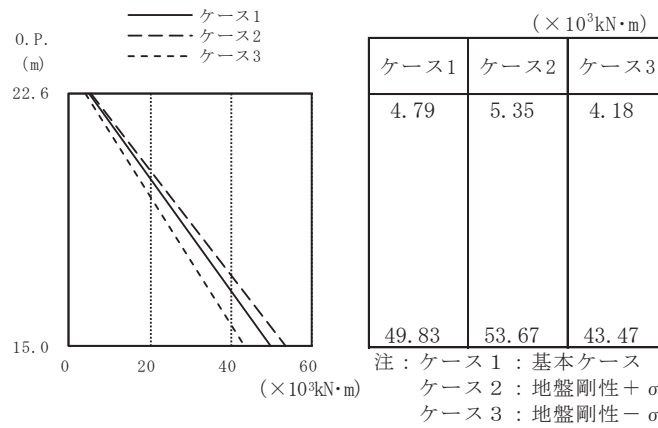 ケース1
ケース2
ケース3
O.P.
(m)
22.6
15.0
0 20 40 60
(×10³kN・m)
(×10³kN・m)
ケース1 ケース2 ケース3
4.79 5.35 4.18
49.83 53.67 43.47
注：ケース1：基本ケース
ケース2：地盤剛性＋σ
ケース3：地盤剛性－σ